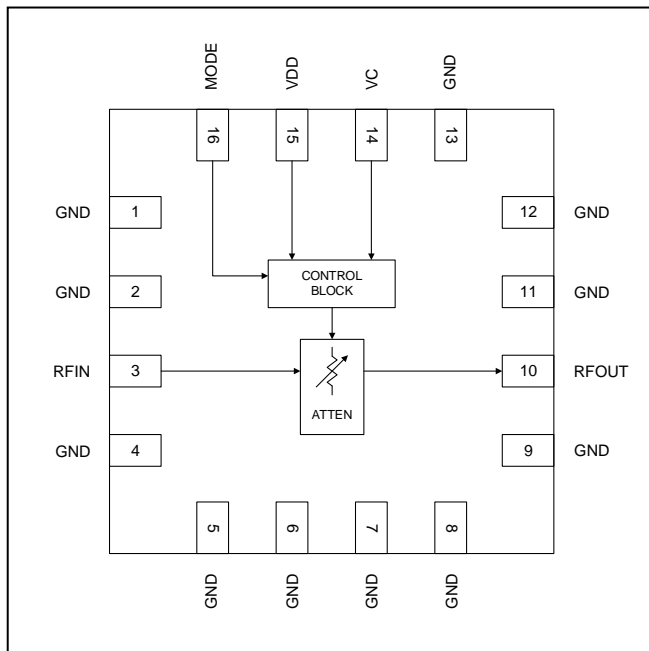 MODE
VDD
VC
GND
16
15
14
13
GND 1
12 GND
GND 2
11 GND
CONTROL
BLOCK
RFIN 3
10 RFOUT
ATTEN
GND 4
9 GND
5
6
7
8
GND
GND
GND
GND